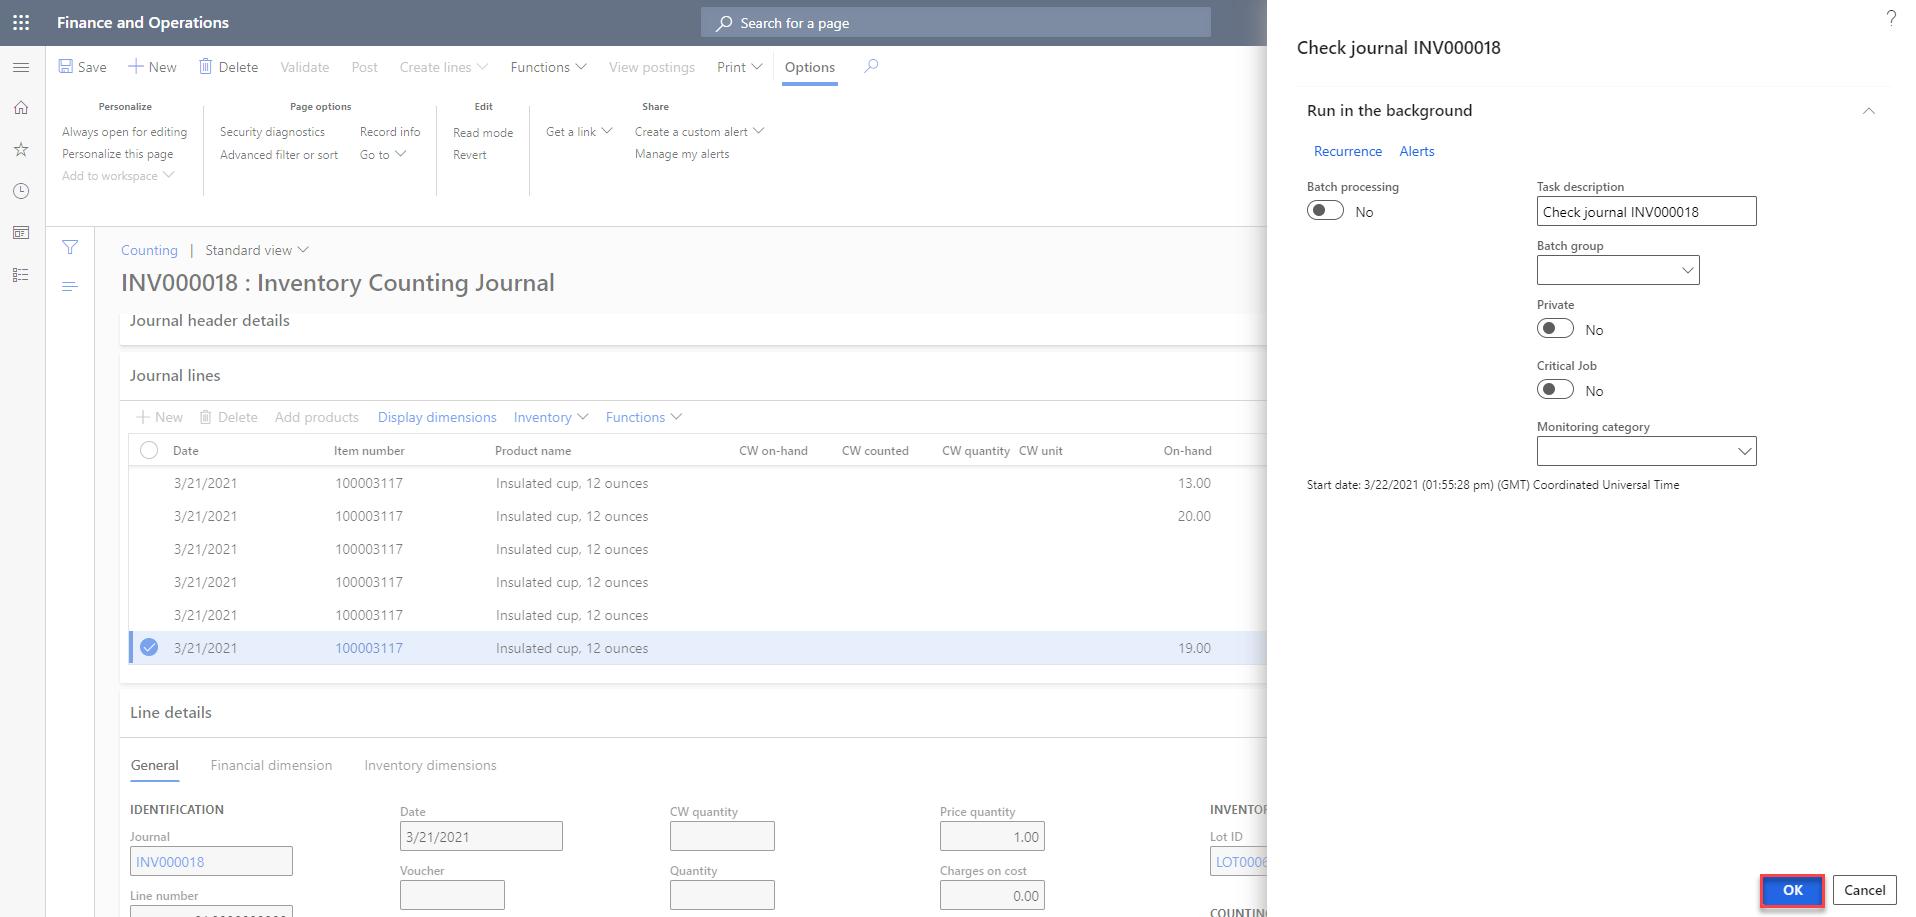 Finance and Operations
Search for a page
Save New Delete Validate Post Create lines Functions View postings Print Options
Personalize Page options Edit Share
Always open for editing Security diagnostics Record info Read mode Get a link Create a custom alert
Personalize this page Advanced filter or sort Go to Revert Manage my alerts
Add to workspace
Counting | Standard view
INV000018 : Inventory Counting Journal
Journal header details
Journal lines
New Delete Add products Display dimensions Inventory Functions
Date Item number Product name CW on-hand CW counted CW quantity CW unit On-hand
3/21/2021 100003117 Insulated cup, 12 ounces 13.00
3/21/2021 100003117 Insulated cup, 12 ounces 20.00
3/21/2021 100003117 Insulated cup, 12 ounces
3/21/2021 100003117 Insulated cup, 12 ounces
3/21/2021 100003117 Insulated cup, 12 ounces
3/21/2021 100003117 Insulated cup, 12 ounces 19.00
Line details
General Financial dimension Inventory dimensions
IDENTIFICATION Date CW quantity Price quantity
Journal 3/21/2021 1.00 Lot ID
INV000018 Voucher Quantity Charges on cost LOT0006
Line number 0.00
?
Check journal INV000018
Run in the background
Recurrence Alerts
Batch processing
No
Task description
Check journal INV000018
Batch group
Private
No
Critical Job
No
Monitoring category
Start date: 3/22/2021 (01:55:28 pm) (GMT) Coordinated Universal Time
OK Cancel